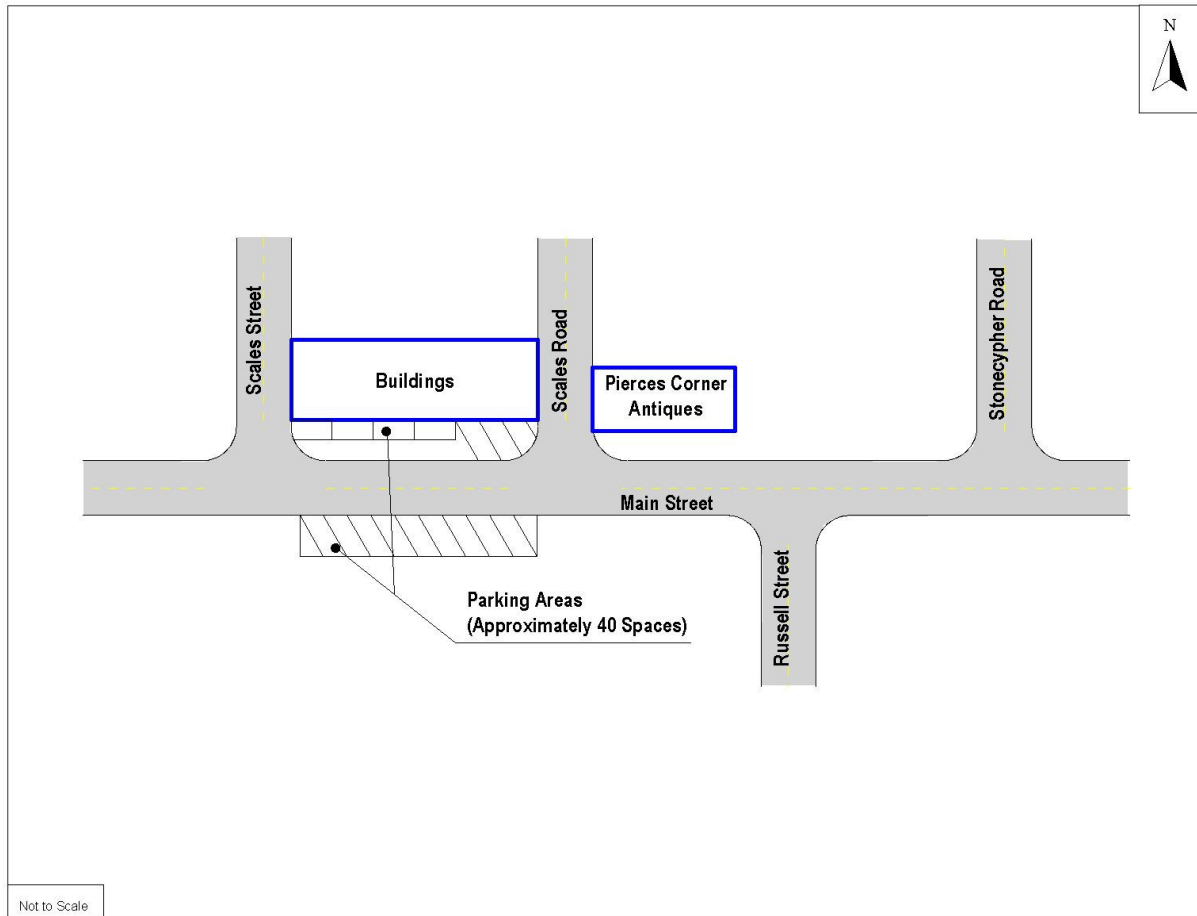 N
Scales Street
Buildings
Scales Road
Pierces Corner
Antiques
Stonecypher Road
Main Street
Parking Areas
(Approximately 40 Spaces)
Russell Street
Not to Scale